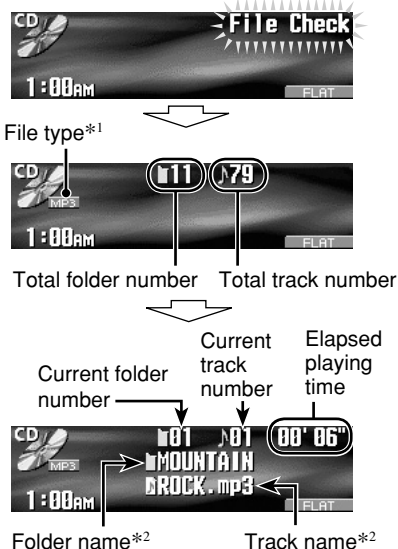 CD File Check
1:00AM FLAT
File type*1
CD 11 79
MP3
1:00AM FLAT
Total folder number Total track number
Current folder number
Current track number
Elapsed playing time
CD 01 01 00'06"
MP3 MOUNTAIN
ROCK.mp3
1:00AM FLAT
Folder name*2 Track name*2